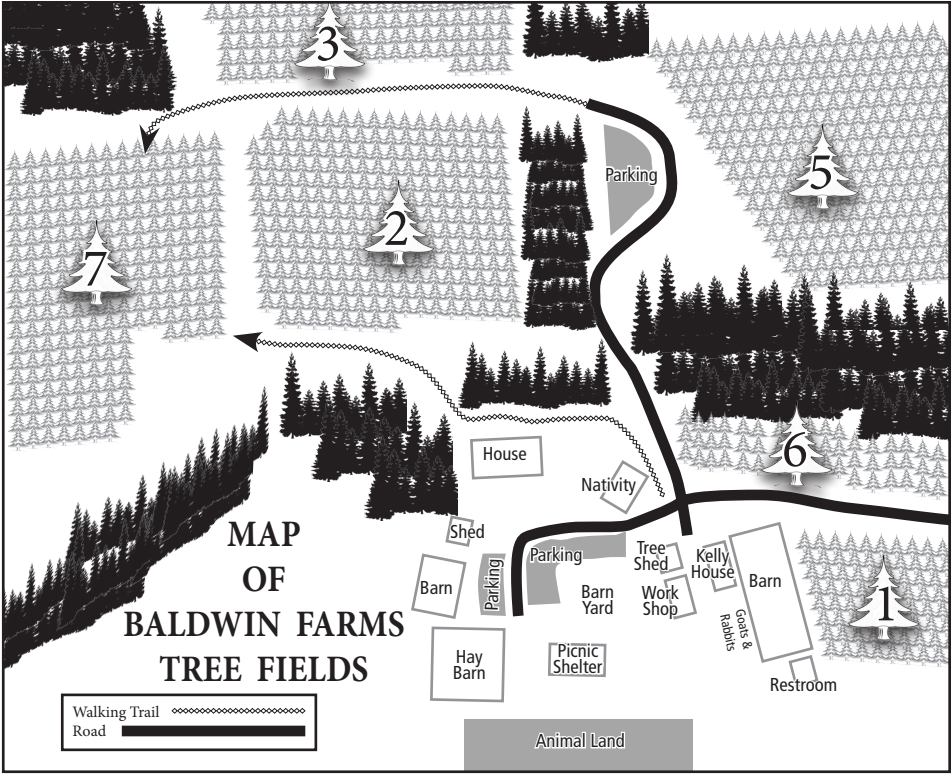 3
Parking
5
2
7
6
House
Nativity
Shed
Parking
Tree
Shed
Kelly
House
Barn
Parking
Barn
Barn
Yard
Work
Shop
Goats &
Rabbits
1
Hay
Barn
Picnic
Shelter
Restroom
Animal Land
MAP
OF
BALDWIN FARMS
TREE FIELDS
Walking Trail
Road